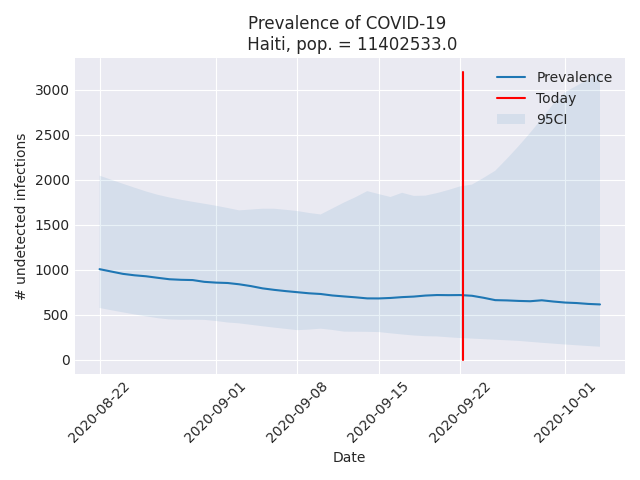 Prevalence of COVID-19
Haiti, pop. = 11402533.0
Prevalence
Today
95CI
# undetected infections
3000
2500
2000
1500
1000
500
0
2020-08-22
2020-09-01
2020-09-08
2020-09-15
2020-09-22
2020-10-01
Date